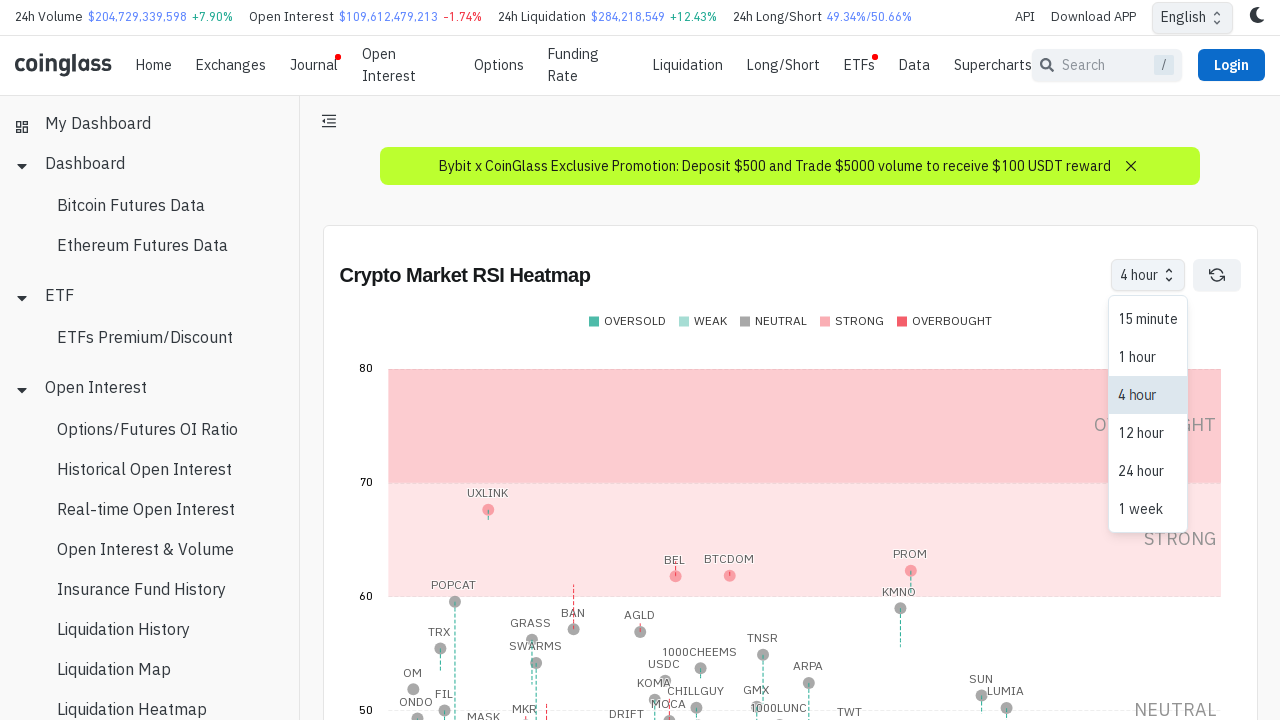 24h Volume $204,729,339,598 +7.90% Open Interest $109,612,479,213 -1.74% 24h Liquidation $284,218,549 +12.43% 24h Long/Short 49.34%/50.66% API Download APP English
coinglass Home Exchanges Journal Open Interest Options Funding Rate Liquidation Long/Short ETFs Data Supercharts Search / Login
My Dashboard
Dashboard
Bitcoin Futures Data
Ethereum Futures Data
ETF
ETFs Premium/Discount
Open Interest
Options/Futures OI Ratio
Historical Open Interest
Real-time Open Interest
Open Interest & Volume
Insurance Fund History
Liquidation History
Liquidation Map
Liquidation Heatmap
Bybit x CoinGlass Exclusive Promotion: Deposit $500 and Trade $5000 volume to receive $100 USDT reward
Crypto Market RSI Heatmap
4 hour
15 minute
1 hour
4 hour
12 hour
24 hour
1 week
OVERSOLD WEAK NEUTRAL STRONG OVERBOUGHT
80
70
UXLINK
STRONG
BEL BTCDOM PROM
POPCAT KMNO
60
BAN AGLD
GRASS
TRX TNSR
SWARMS 1000CHEEMS
USDC ARPA
OM SUN
KOMA CHILLGUY GMX LUMIA
ONDO FIL MOCA 1000LUNC
50 MASK MKR DRIFT TWT NEUTRAL